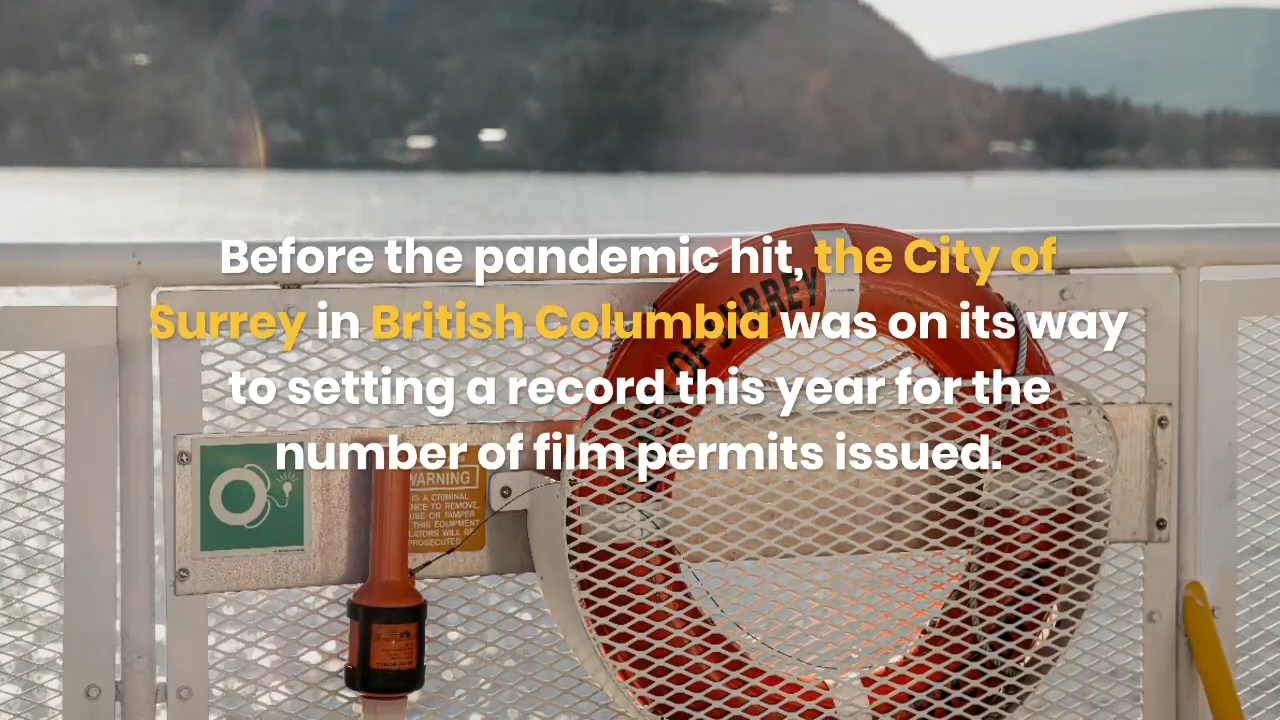 Before the pandemic hit, the City of
Surrey in British Columbia was on its way
to setting a record this year for the
number of film permits issued.
OF SURREY
WARNING
IS A CRIMINAL
TO REMOVE,
OR TAMPER
THIS EQUIPMENT
WILL BE
PROSECUTED